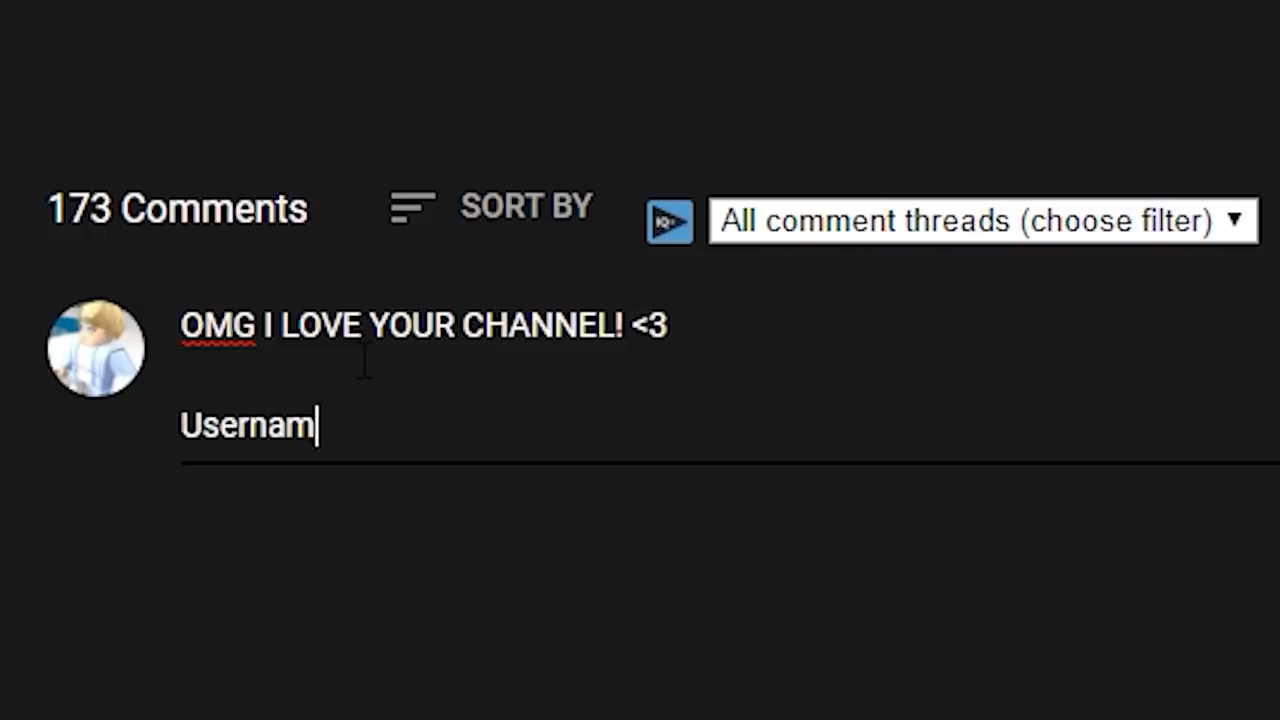 173 Comments SORT BY All comment threads (choose filter)
OMG I LOVE YOUR CHANNEL! <3
Usernam